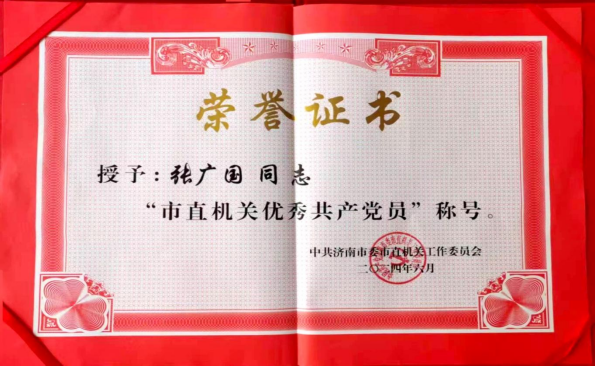 荣誉证书
授予：张广国 同志
“市直机关优秀共产党员”称号。
中共济南市委市直机关工作委员会
二〇二四年六月